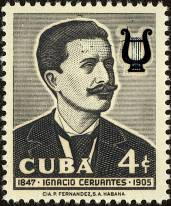 CUBA 4¢
1847 - IGNACIO CERVANTES - 1905
CIA. P. FERNANDEZ, S. A. HABANA